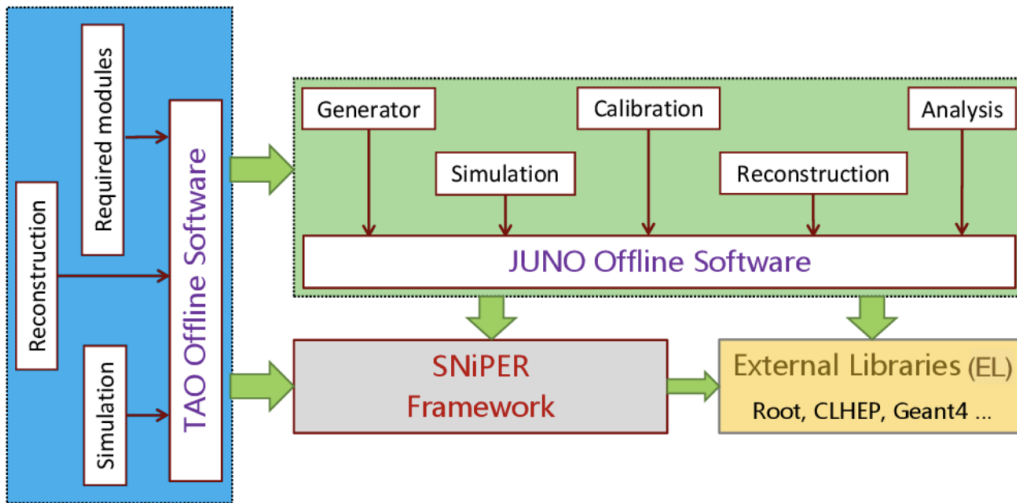 Required modules
Reconstruction
Simulation
TAO Offline Software
Generator
Calibration
Analysis
Simulation
Reconstruction
JUNO Offline Software
SNiPER
Framework
External Libraries (EL)
Root, CLHEP, Geant4 ...